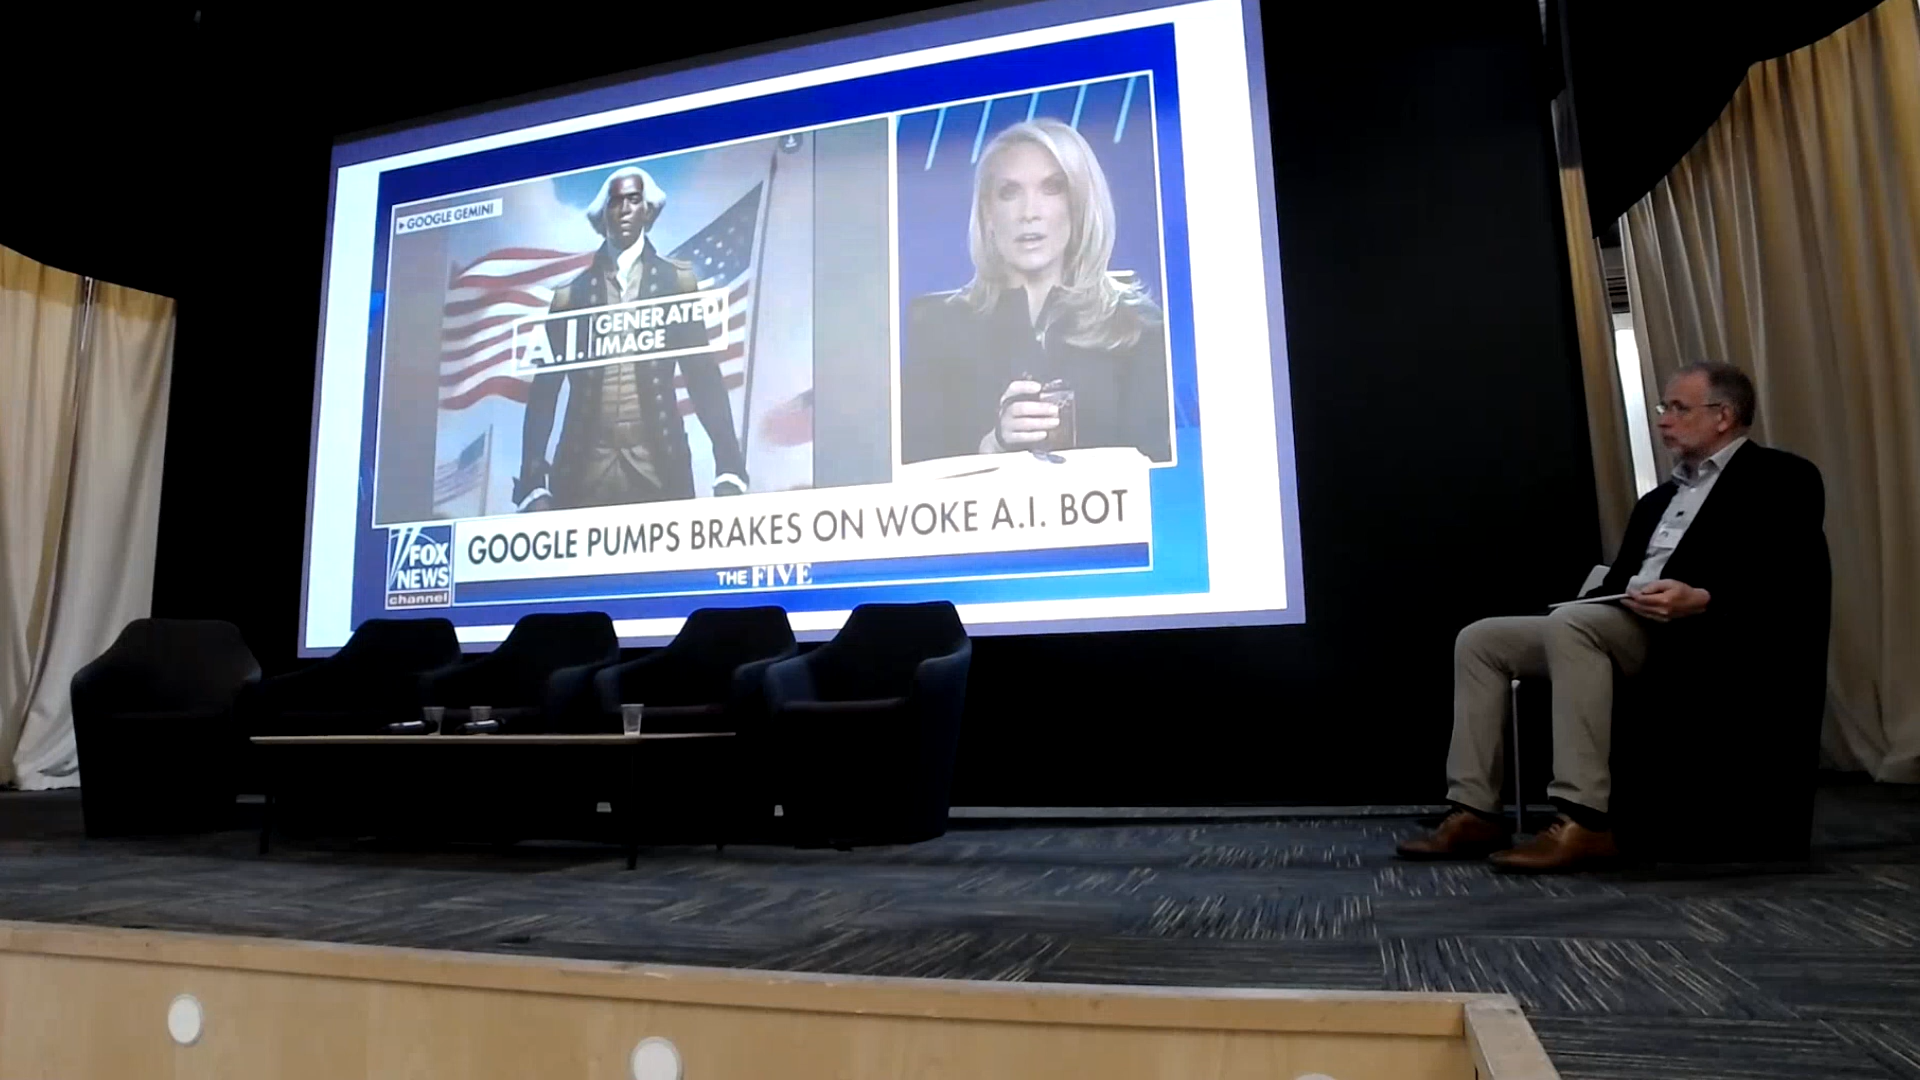 ▶GOOGLE GEMINI
A.I. GENERATED
IMAGE
GOOGLE PUMPS BRAKES ON WOKE A.I. BOT
FOX
NEWS
channel
THE FIVE